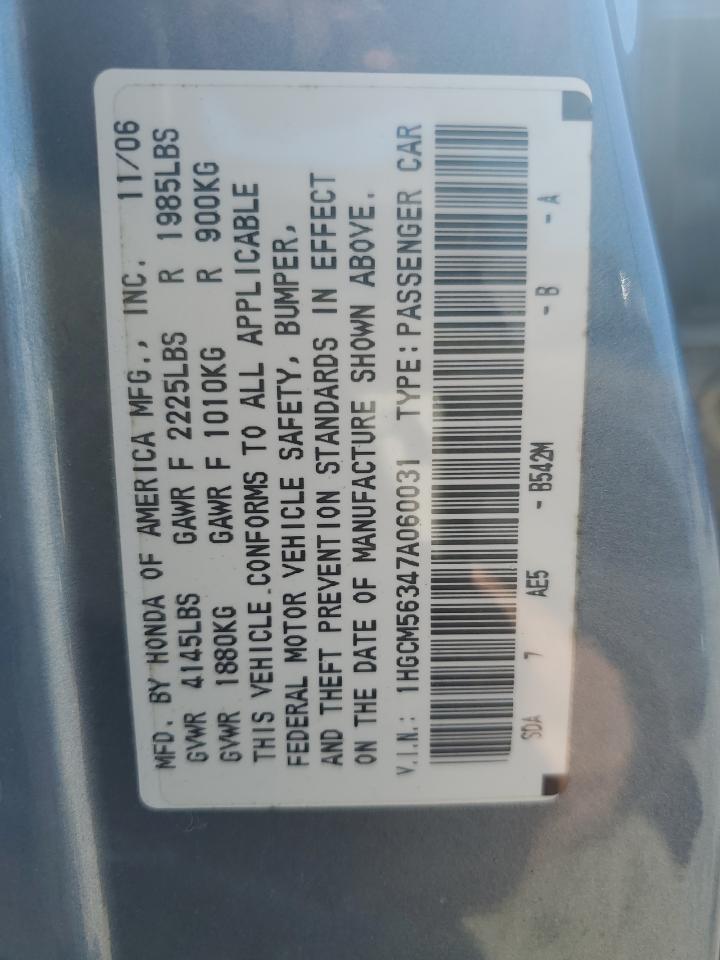 MFD. BY HONDA OF AMERICA MFG., INC. 11/06
GVWR 4145LBS GAWR F 2225LBS R 1985LBS
GVWR 1880KG GAWR F 1010KG R 900KG
THIS VEHICLE CONFORMS TO ALL APPLICABLE
FEDERAL MOTOR VEHICLE SAFETY, BUMPER,
AND THEFT PREVENTION STANDARDS IN EFFECT
ON THE DATE OF MANUFACTURE SHOWN ABOVE.
V.I.N.: 1HGCM56347A060031 TYPE:PASSENGER CAR
SDA 7 AE5 - B542M - B - A